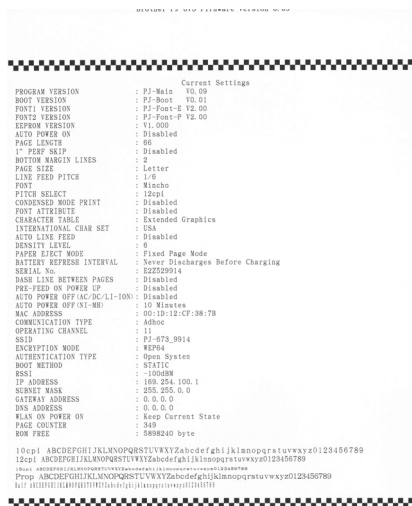 Current Settings
PROGRAM VERSION : PJ-Main V0.09
BOOT VERSION : PJ-Boot V0.01
FONT1 VERSION : PJ-Font-E V2.00
FONT2 VERSION : PJ-Font-P V2.00
EEPROM VERSION : V1.000
AUTO POWER ON : Disabled
PAGE LENGTH : 66
1" PERF SKIP : Disabled
BOTTOM MARGIN LINES : 2
PAGE SIZE : Letter
LINE FEED PITCH : 1/6
FONT : Mincho
PITCH SELECT : 12cpi
CONDENSED MODE PRINT : Disabled
FONT ATTRIBUTE : Disabled
CHARACTER TABLE : Extended Graphics
INTERNATIONAL CHAR SET : USA
AUTO LINE FEED : Disabled
DENSITY LEVEL : 6
PAPER EJECT MODE : Fixed Page Mode
BATTERY REFRESH INTERVAL : Never Discharges Before Charging
SERIAL No. : E2Z529914
DASH LINE BETWEEN PAGES : Disabled
PRE-FEED ON POWER UP : Disabled
AUTO POWER OFF(AC/DC/LI-ION) : Disabled
AUTO POWER OFF(NI-MH) : 10 Minutes
MAC ADDRESS : 00:1D:12:CF:38:7B
COMMUNICATION TYPE : Adhoc
OPERATING CHANNEL : 11
SSID : PJ-673_9914
ENCRYPTION MODE : WEP64
AUTHENTICATION TYPE : Open System
BOOT METHOD : STATIC
RSSI : -100dBM
IP ADDRESS : 169.254.100.1
SUBNET MASK : 255.255.0.0
GATEWAY ADDRESS : 0.0.0.0
DNS ADDRESS : 0.0.0.0
WLAN ON POWER ON : Keep Current State
PAGE COUNTER : 349
ROM FREE : 5898240 byte
10cpi ABCDEFGHIJKLMNOPQRSTUVWXYZabcdefghijklmnopqrstuvwxyz0123456789
12cpi ABCDEFGHIJKLMNOPQRSTUVWXYZabcdefghijklmnopqrstuvwxyz0123456789
15cpi ABCDEFGHIJKLMNOPQRSTUVWXYZabcdefghijklmnopqrstuvwxyz0123456789
Prop ABCDEFGHIJKLMNOPQRSTUVWXYZabcdefghijklmnopqrstuvwxyz0123456789
Half ABCDEFGHIJKLMNOPQRSTUVWXYZabcdefghijklmnopqrstuvwxyz0123456789